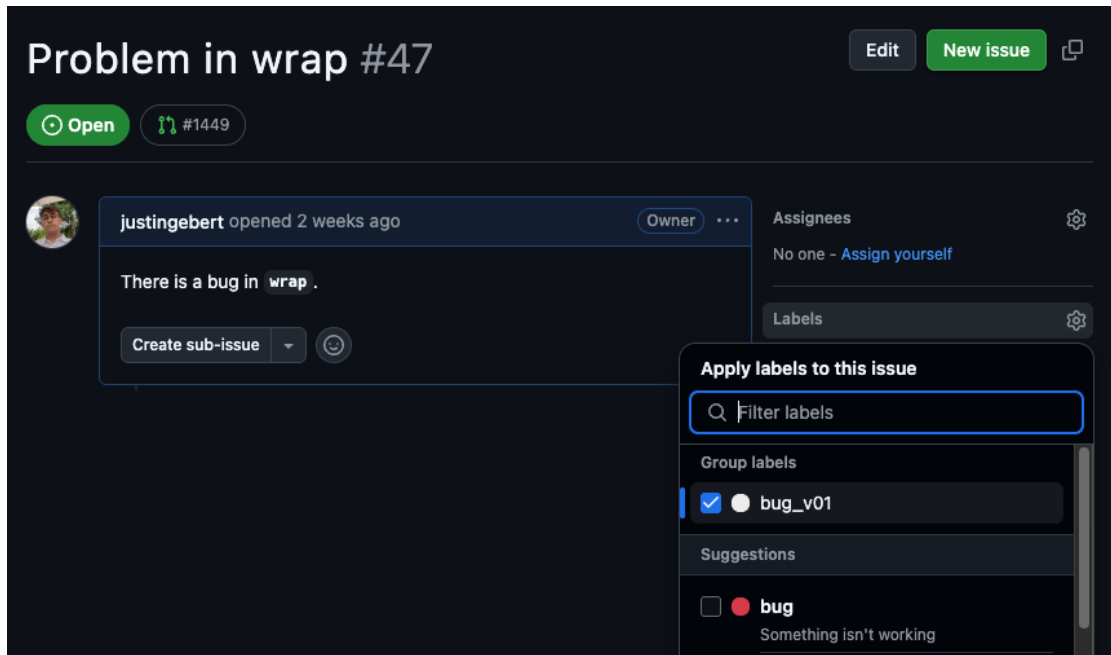 Problem in wrap #47
Edit
New issue
Open
#1449
justingebert opened 2 weeks ago
Owner
There is a bug in wrap.
Create sub-issue
Assignees
No one - Assign yourself
Labels
Apply labels to this issue
Filter labels
Group labels
bug_v01
Suggestions
bug
Something isn't working